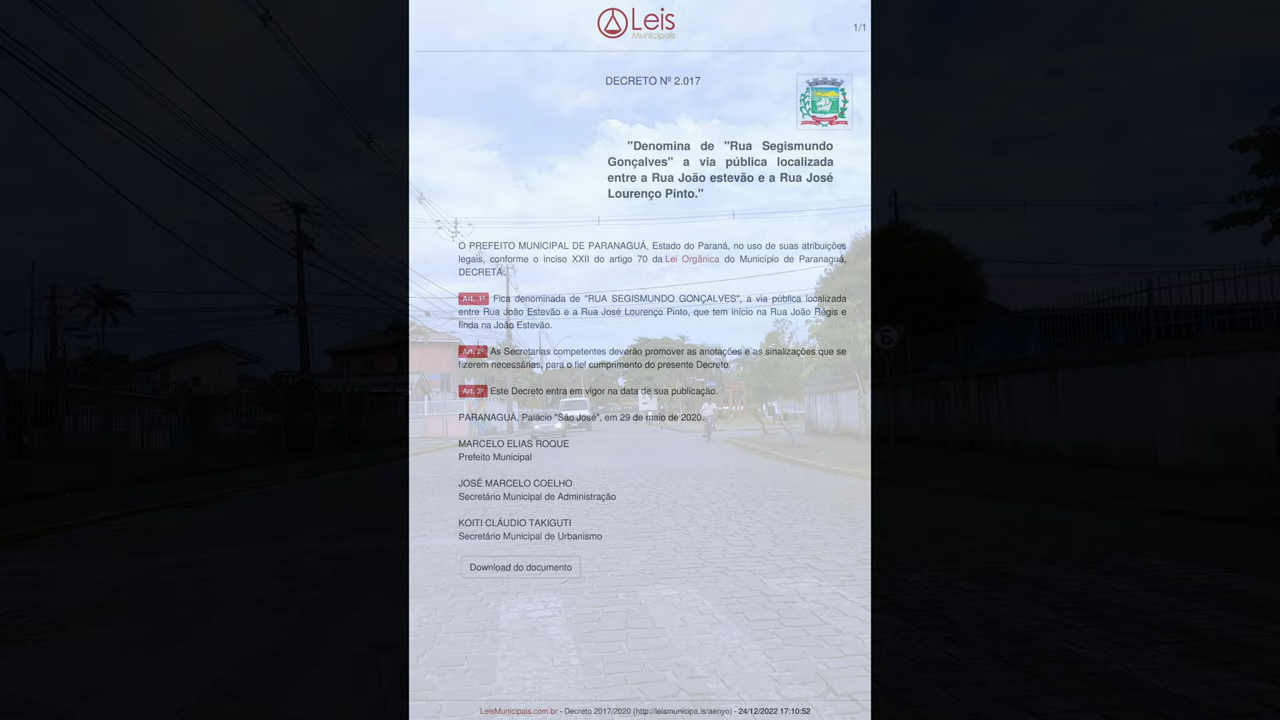 Leis
Municipais
1/1
DECRETO Nº 2.017
"Denomina de "Rua Segismundo
Gonçalves" a via pública localizada
entre a Rua João estevão e a Rua José
Lourenço Pinto."
O PREFEITO MUNICIPAL DE PARANAGUÁ, Estado do Paraná, no uso de suas atribuições
legais, conforme o inciso XXII do artigo 70 da Lei Orgânica do Município de Paranaguá,
DECRETA:
Art. 1º Fica denominada de "RUA SEGISMUNDO GONÇALVES", a via pública localizada
entre Rua João Estevão e a Rua José Lourenço Pinto, que tem início na Rua João Régis e
finda na João Estevão.
Art. 2º As Secretarias competentes deverão promover as anotações e as sinalizações que se
fizerem necessárias, para o fiel cumprimento do presente Decreto.
Art. 3º Este Decreto entra em vigor na data de sua publicação.
PARANAGUÁ, Palácio "São José", em 29 de maio de 2020.
MARCELO ELIAS ROQUE
Prefeito Municipal
JOSÉ MARCELO COELHO
Secretário Municipal de Administração
KOITI CLÁUDIO TAKIGUTI
Secretário Municipal de Urbanismo
Download do documento
LeisMunicipais.com.br - Decreto 2017/2020 (http://leismunicipa.is/aenyo) - 24/12/2022 17:10:52
E